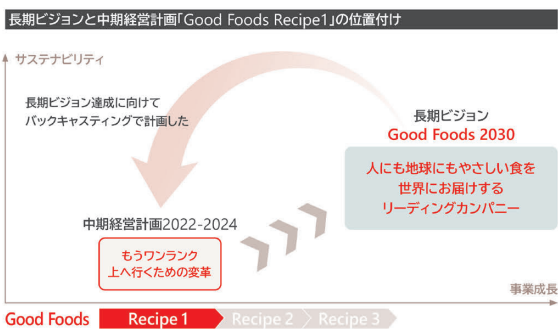 長期ビジョンと中期経営計画「Good Foods Recipe1」の位置付け
サステナビリティ
長期ビジョン達成に向けて
バックキャスティングで計画した
長期ビジョン
Good Foods 2030
人にも地球にもやさしい食を
世界にお届けする
リーディングカンパニー
中期経営計画2022-2024
もうワンランク
上へ行くための変革
事業成長
Good Foods Recipe 1 Recipe 2 Recipe 3